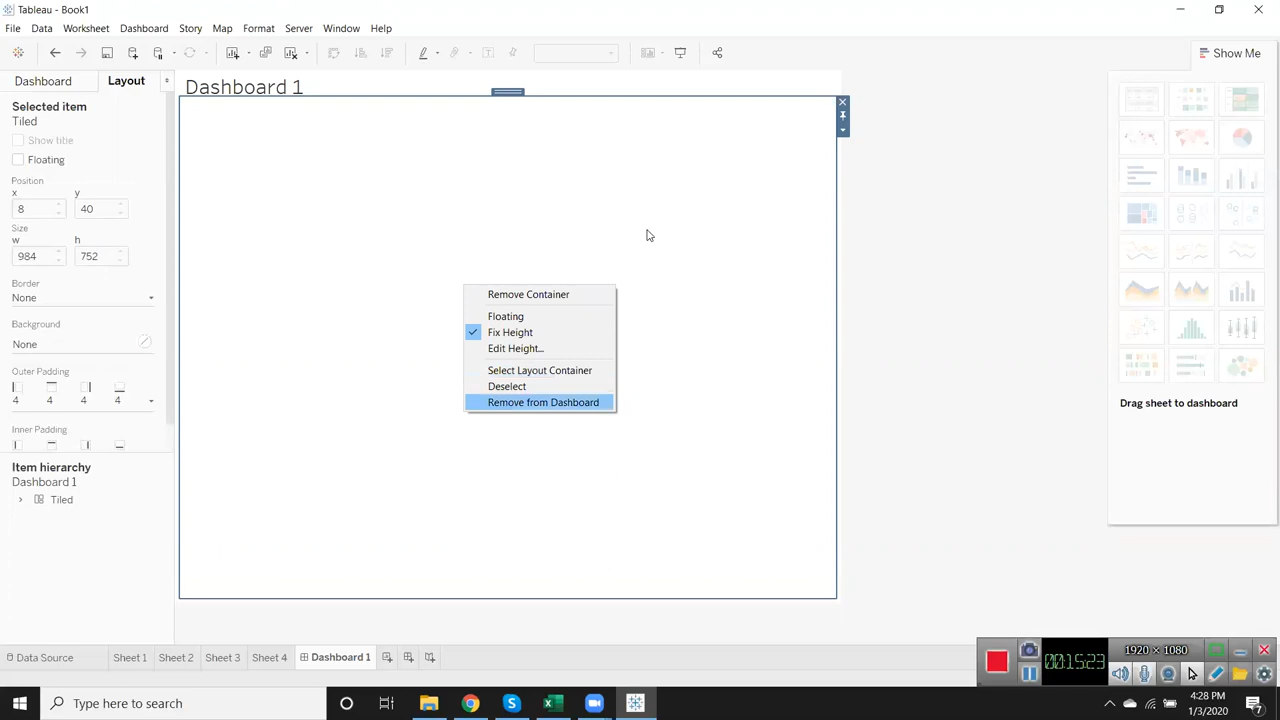 Tableau - Book1
File Data Worksheet Dashboard Story Map Format Server Window Help
Show Me
Dashboard Layout
Dashboard 1
Selected item
Tiled
Show title
Floating
Position
x y
8 40
Size
w h
984 752
Border
None
Background
None
Outer Padding
4 4 4 4
Inner Padding
Item hierarchy
Dashboard 1
Tiled
Remove Container
Floating
Fix Height
Edit Height...
Select Layout Container
Deselect
Remove from Dashboard
Drag sheet to dashboard
Data Source Sheet 1 Sheet 2 Sheet 3 Sheet 4 Dashboard 1
1920 × 1080
00:15:23
Type here to search
4:28 PM
1/3/2020
7